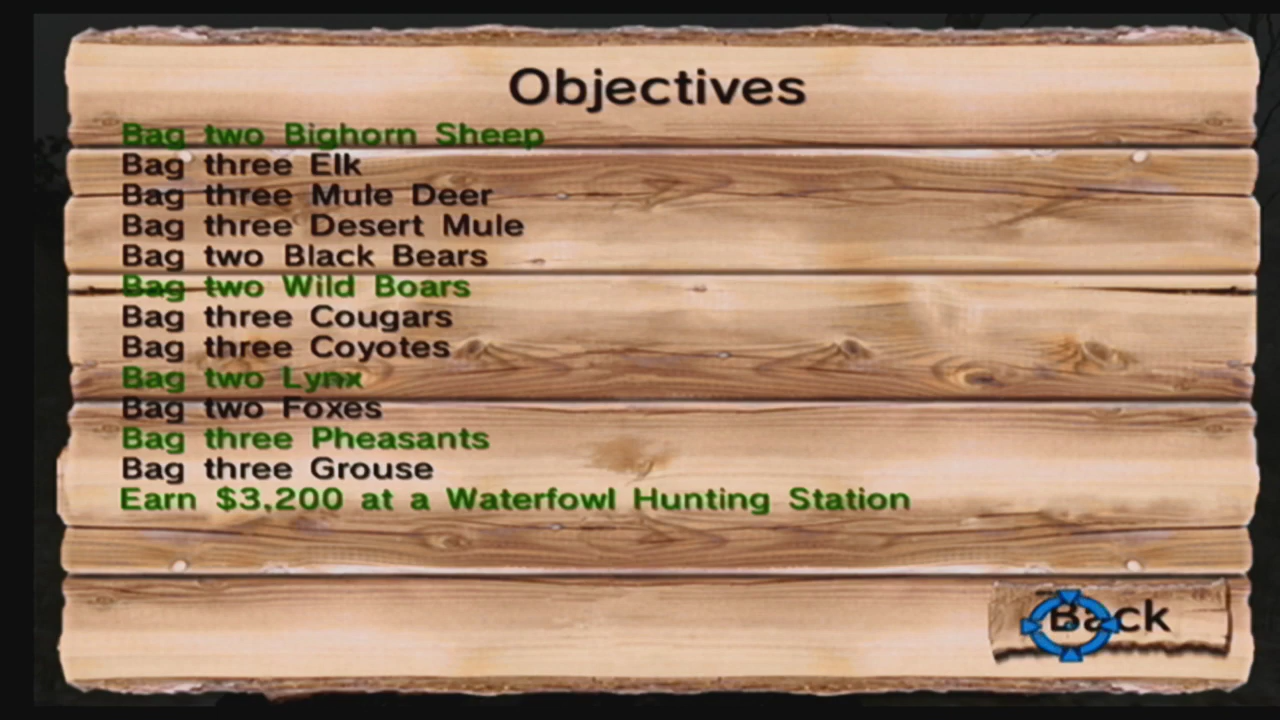 Objectives
Bag two Bighorn Sheep
Bag three Elk
Bag three Mule Deer
Bag three Desert Mule
Bag two Black Bears
Bag two Wild Boars
Bag three Cougars
Bag three Coyotes
Bag two Lynx
Bag two Foxes
Bag three Pheasants
Bag three Grouse
Earn $3,200 at a Waterfowl Hunting Station
Back